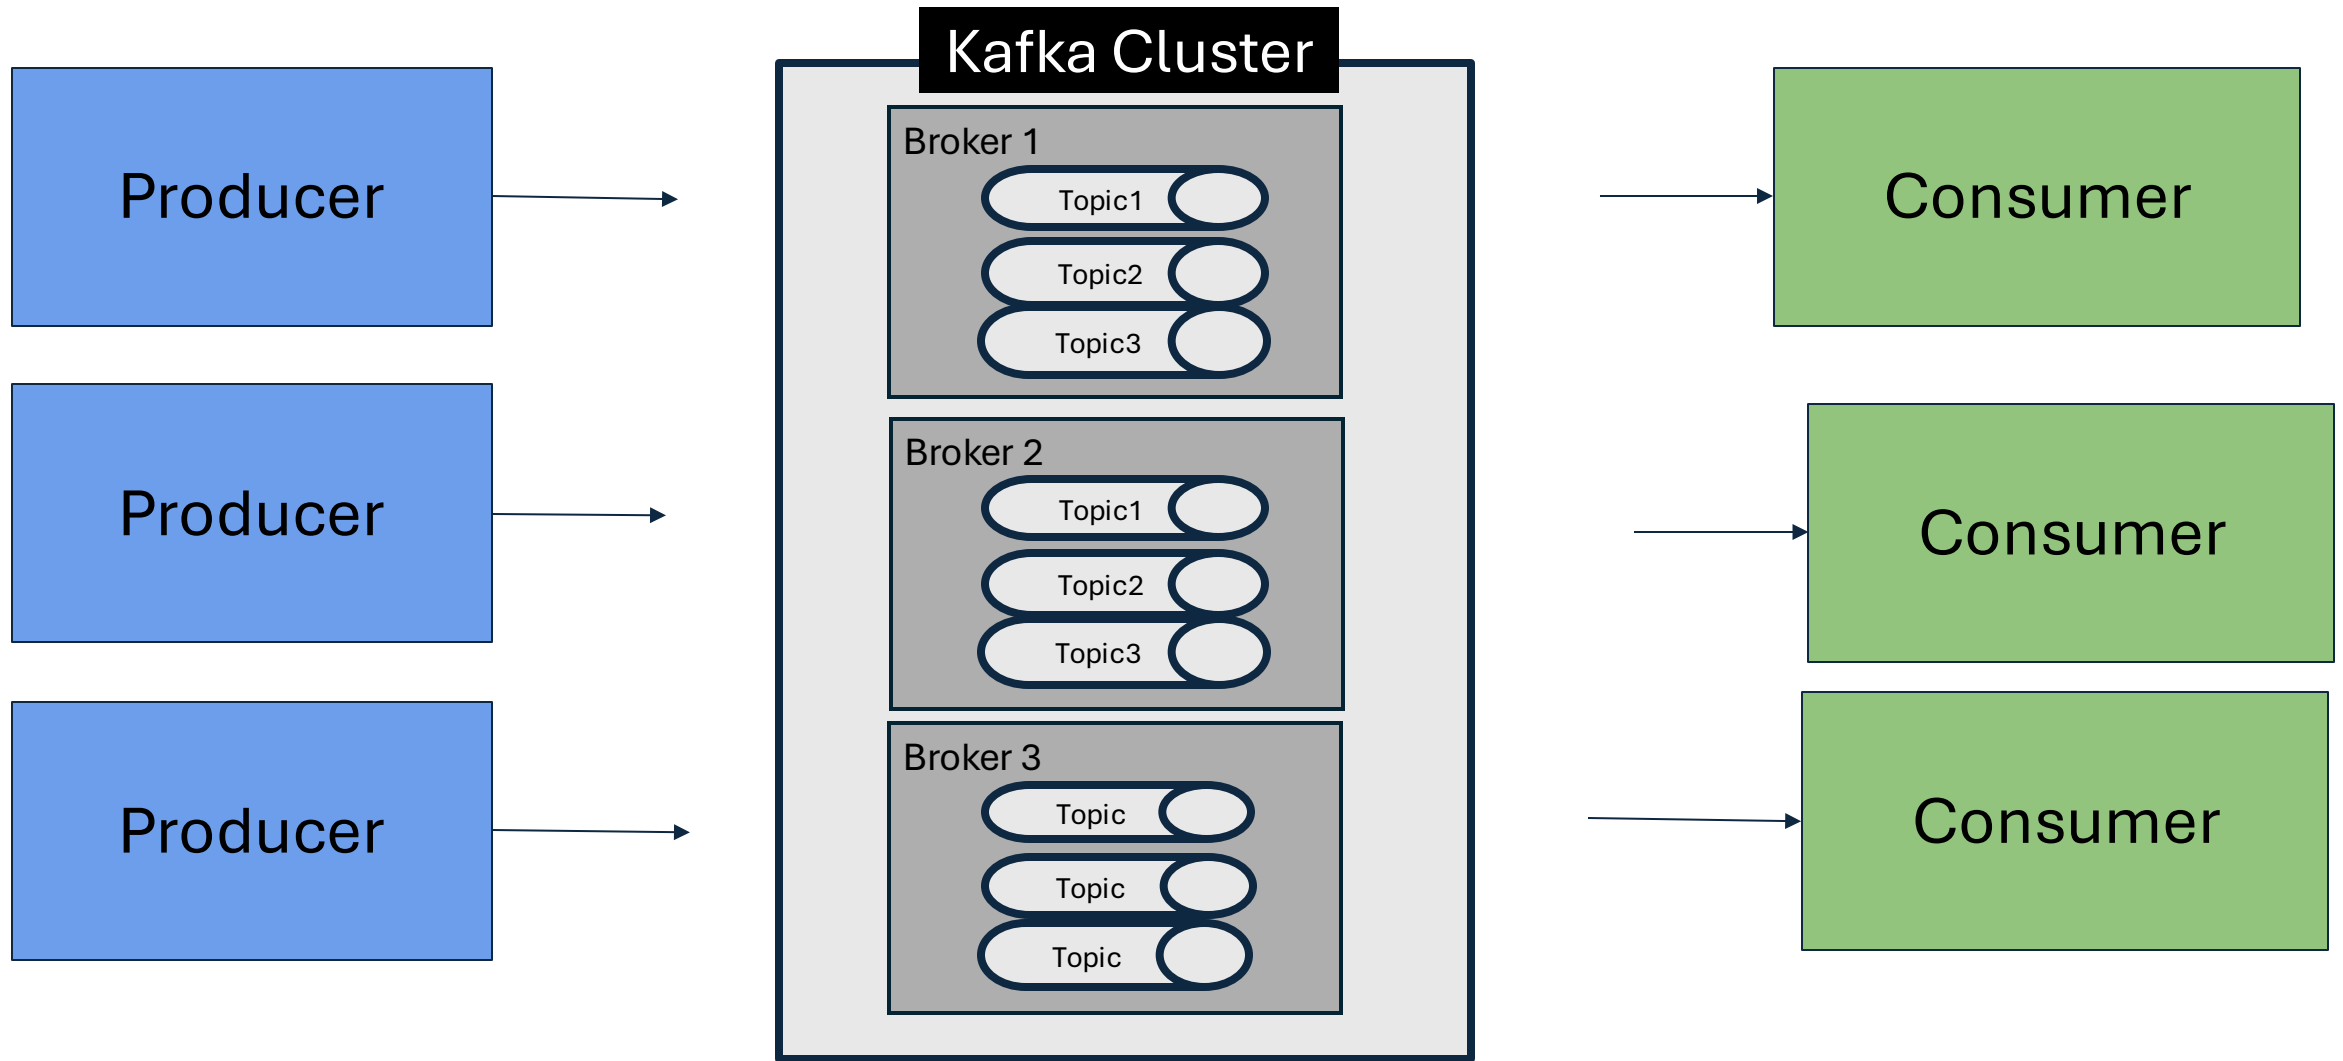 Kafka Cluster
Producer
Producer
Producer
Broker 1
Topic1
Topic2
Topic3
Broker 2
Topic1
Topic2
Topic3
Broker 3
Topic
Topic
Topic
Consumer
Consumer
Consumer